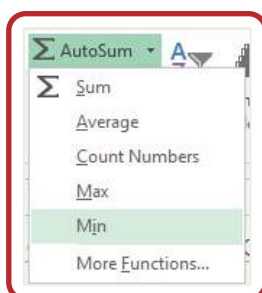 Σ AutoSum
A
Σ Sum
Average
Count Numbers
Max
Min
More Functions...